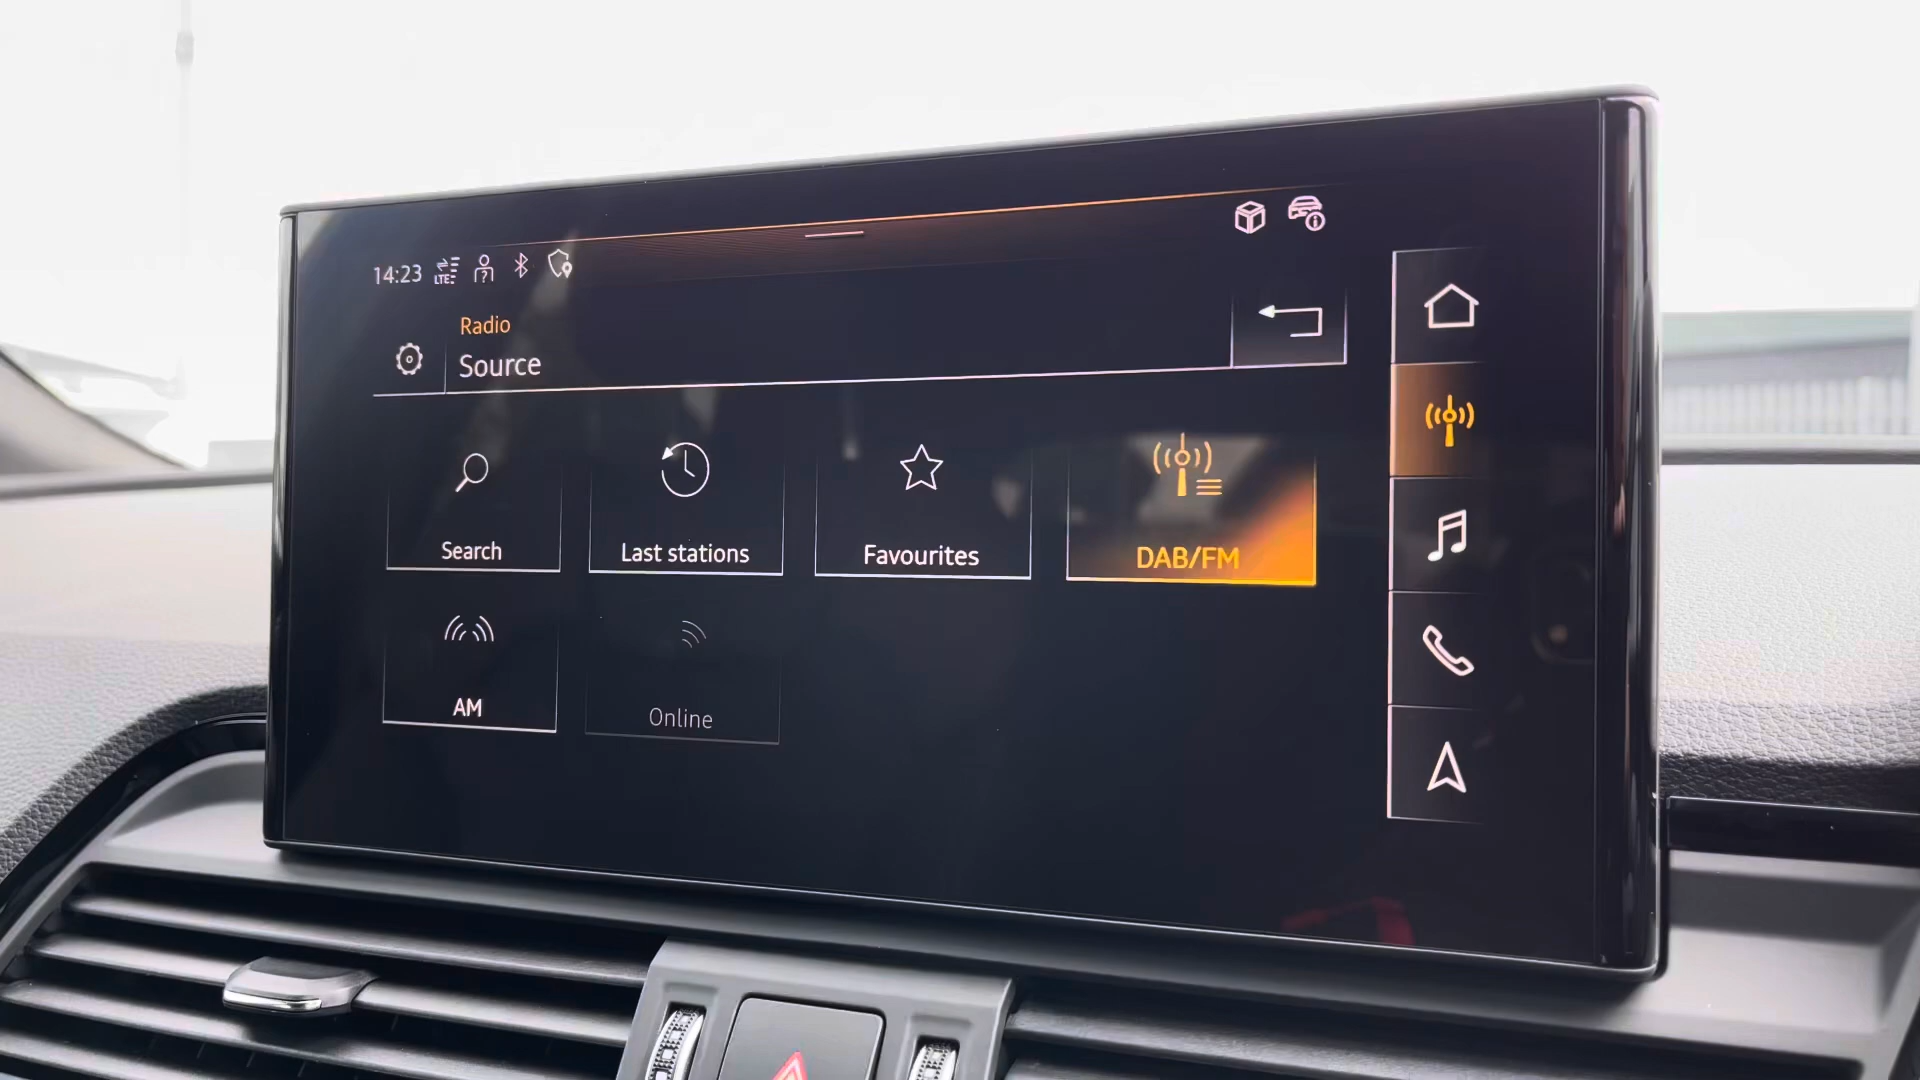 14:23 LTE
Radio
Source
Search
Last stations
Favourites
DAB/FM
AM
Online